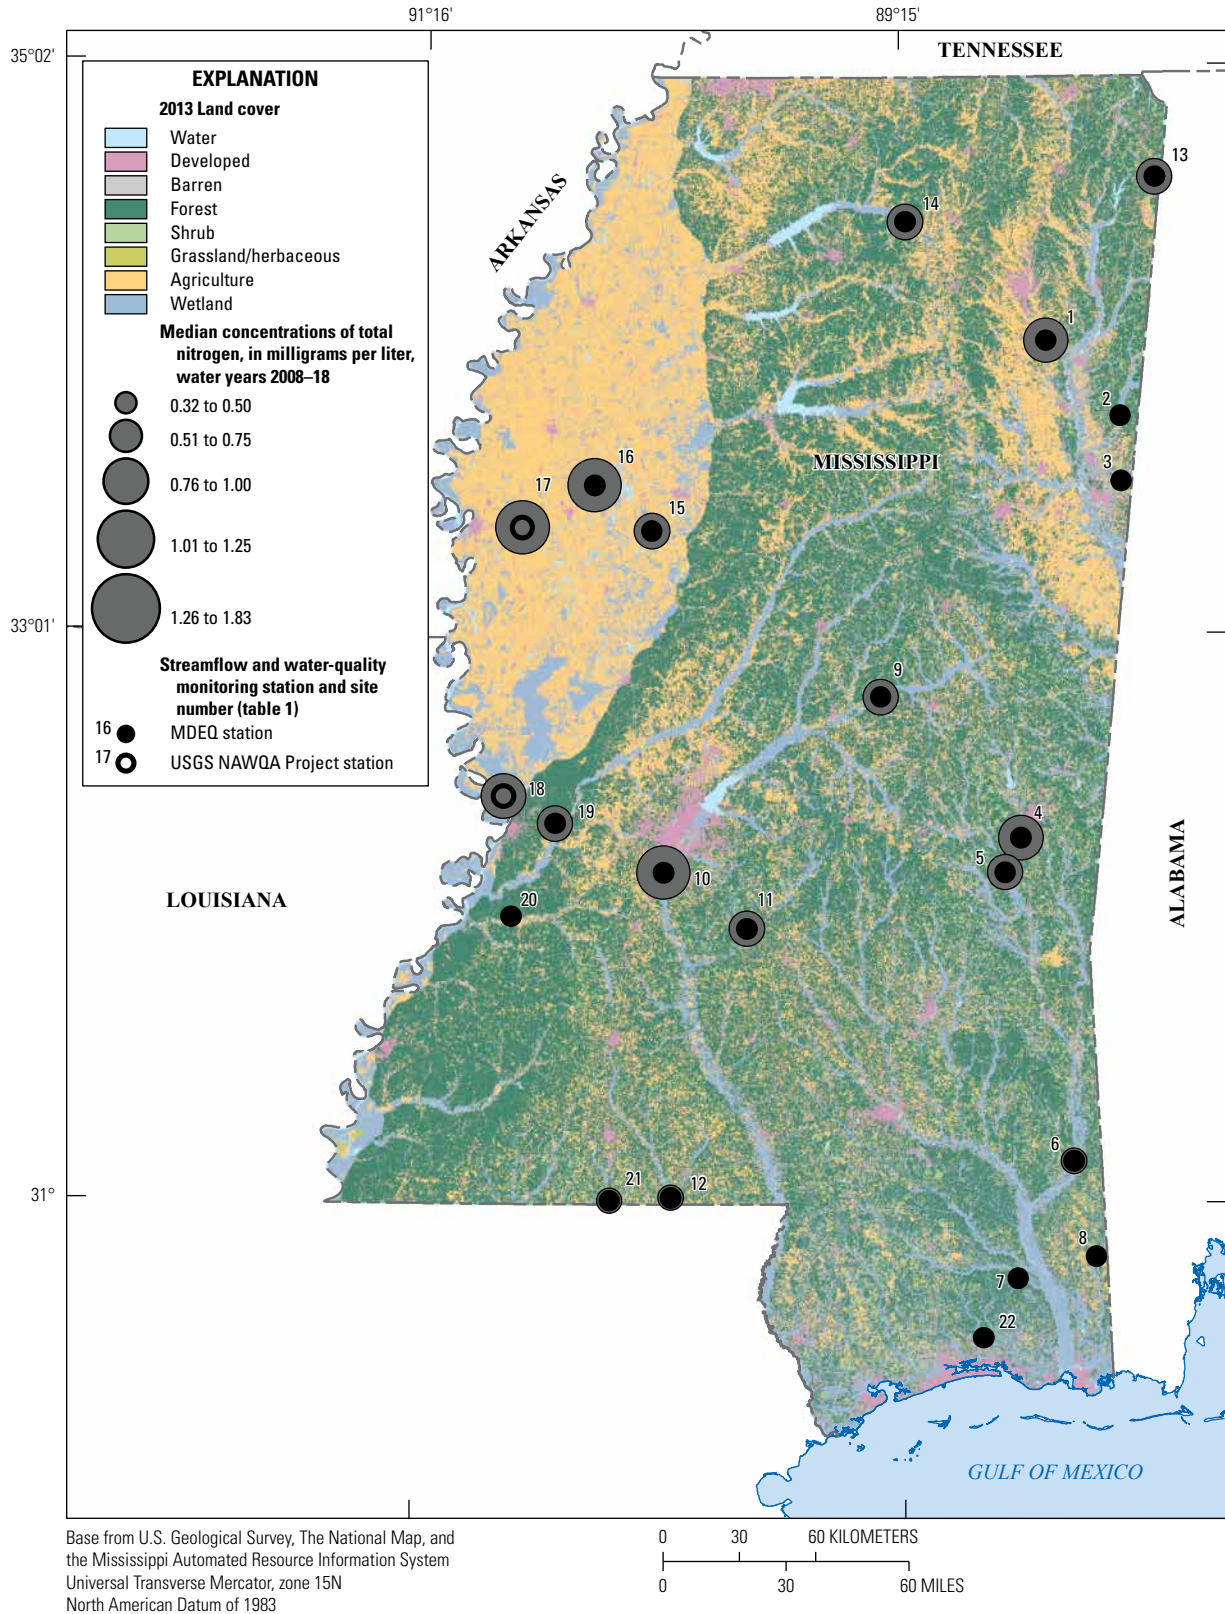 91°16'
89°15'
35°02'
TENNESSEE
EXPLANATION
2013 Land cover
Water
Developed
Barren
Forest
Shrub
Grassland/herbaceous
Agriculture
Wetland
Median concentrations of total
nitrogen, in milligrams per liter,
water years 2008–18
0.32 to 0.50
0.51 to 0.75
0.76 to 1.00
1.01 to 1.25
1.26 to 1.83
Streamflow and water-quality
monitoring station and site
number (table 1)
16 MDEQ station
17 USGS NAWQA Project station
ARKANSAS
13
14
1
2
MISSISSIPPI
3
16
17
15
33°01'
9
18
19
4
5
ALABAMA
10
LOUISIANA
20
11
6
31°
21
12
8
7
22
GULF OF MEXICO
Base from U.S. Geological Survey, The National Map, and
the Mississippi Automated Resource Information System
Universal Transverse Mercator, zone 15N
North American Datum of 1983
0 30 60 KILOMETERS
0 30 60 MILES